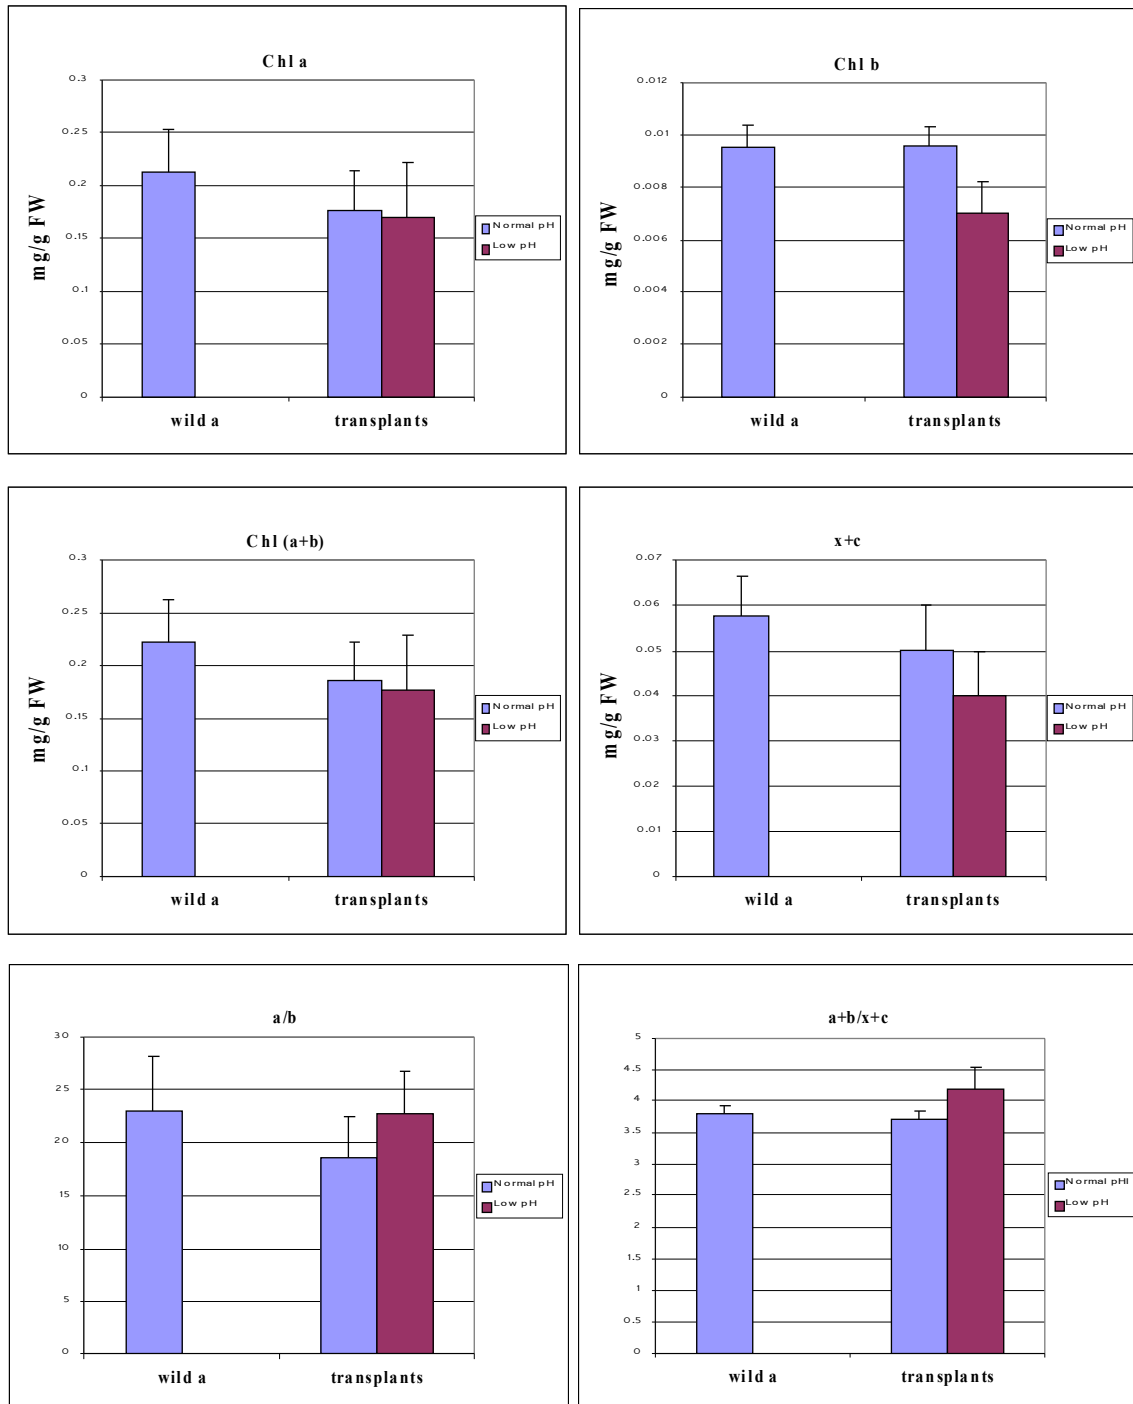 Chl a
0.3
0.25
0.2
0.15
0.1
0.05
0
mg/g FW
wild a transplants
Normal pH
Low pH
Chl b
0.012
0.01
0.008
0.006
0.004
0.002
0
mg/g FW
wild a transplants
Normal pH
Low pH
Chl (a+b)
0.3
0.25
0.2
0.15
0.1
0.05
0
mg/g FW
wild a transplants
Normal pH
Low pH
x+c
0.07
0.06
0.05
0.04
0.03
0.02
0.01
0
mg/g FW
wild a transplants
Normal pH
Low pH
a/b
30
25
20
15
10
5
0
wild a transplants
Normal pH
Low pH
a+b/x+c
5
4.5
4
3.5
3
2.5
2
1.5
1
0.5
0
wild a transplants
Normal pHl
Low pH